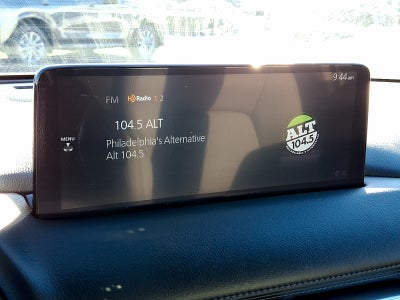 FM HD Radio 1 2
9:44 AM
104.5 ALT
Philadelphia's Alternative
Alt 104.5
MENU
ALT
104.5